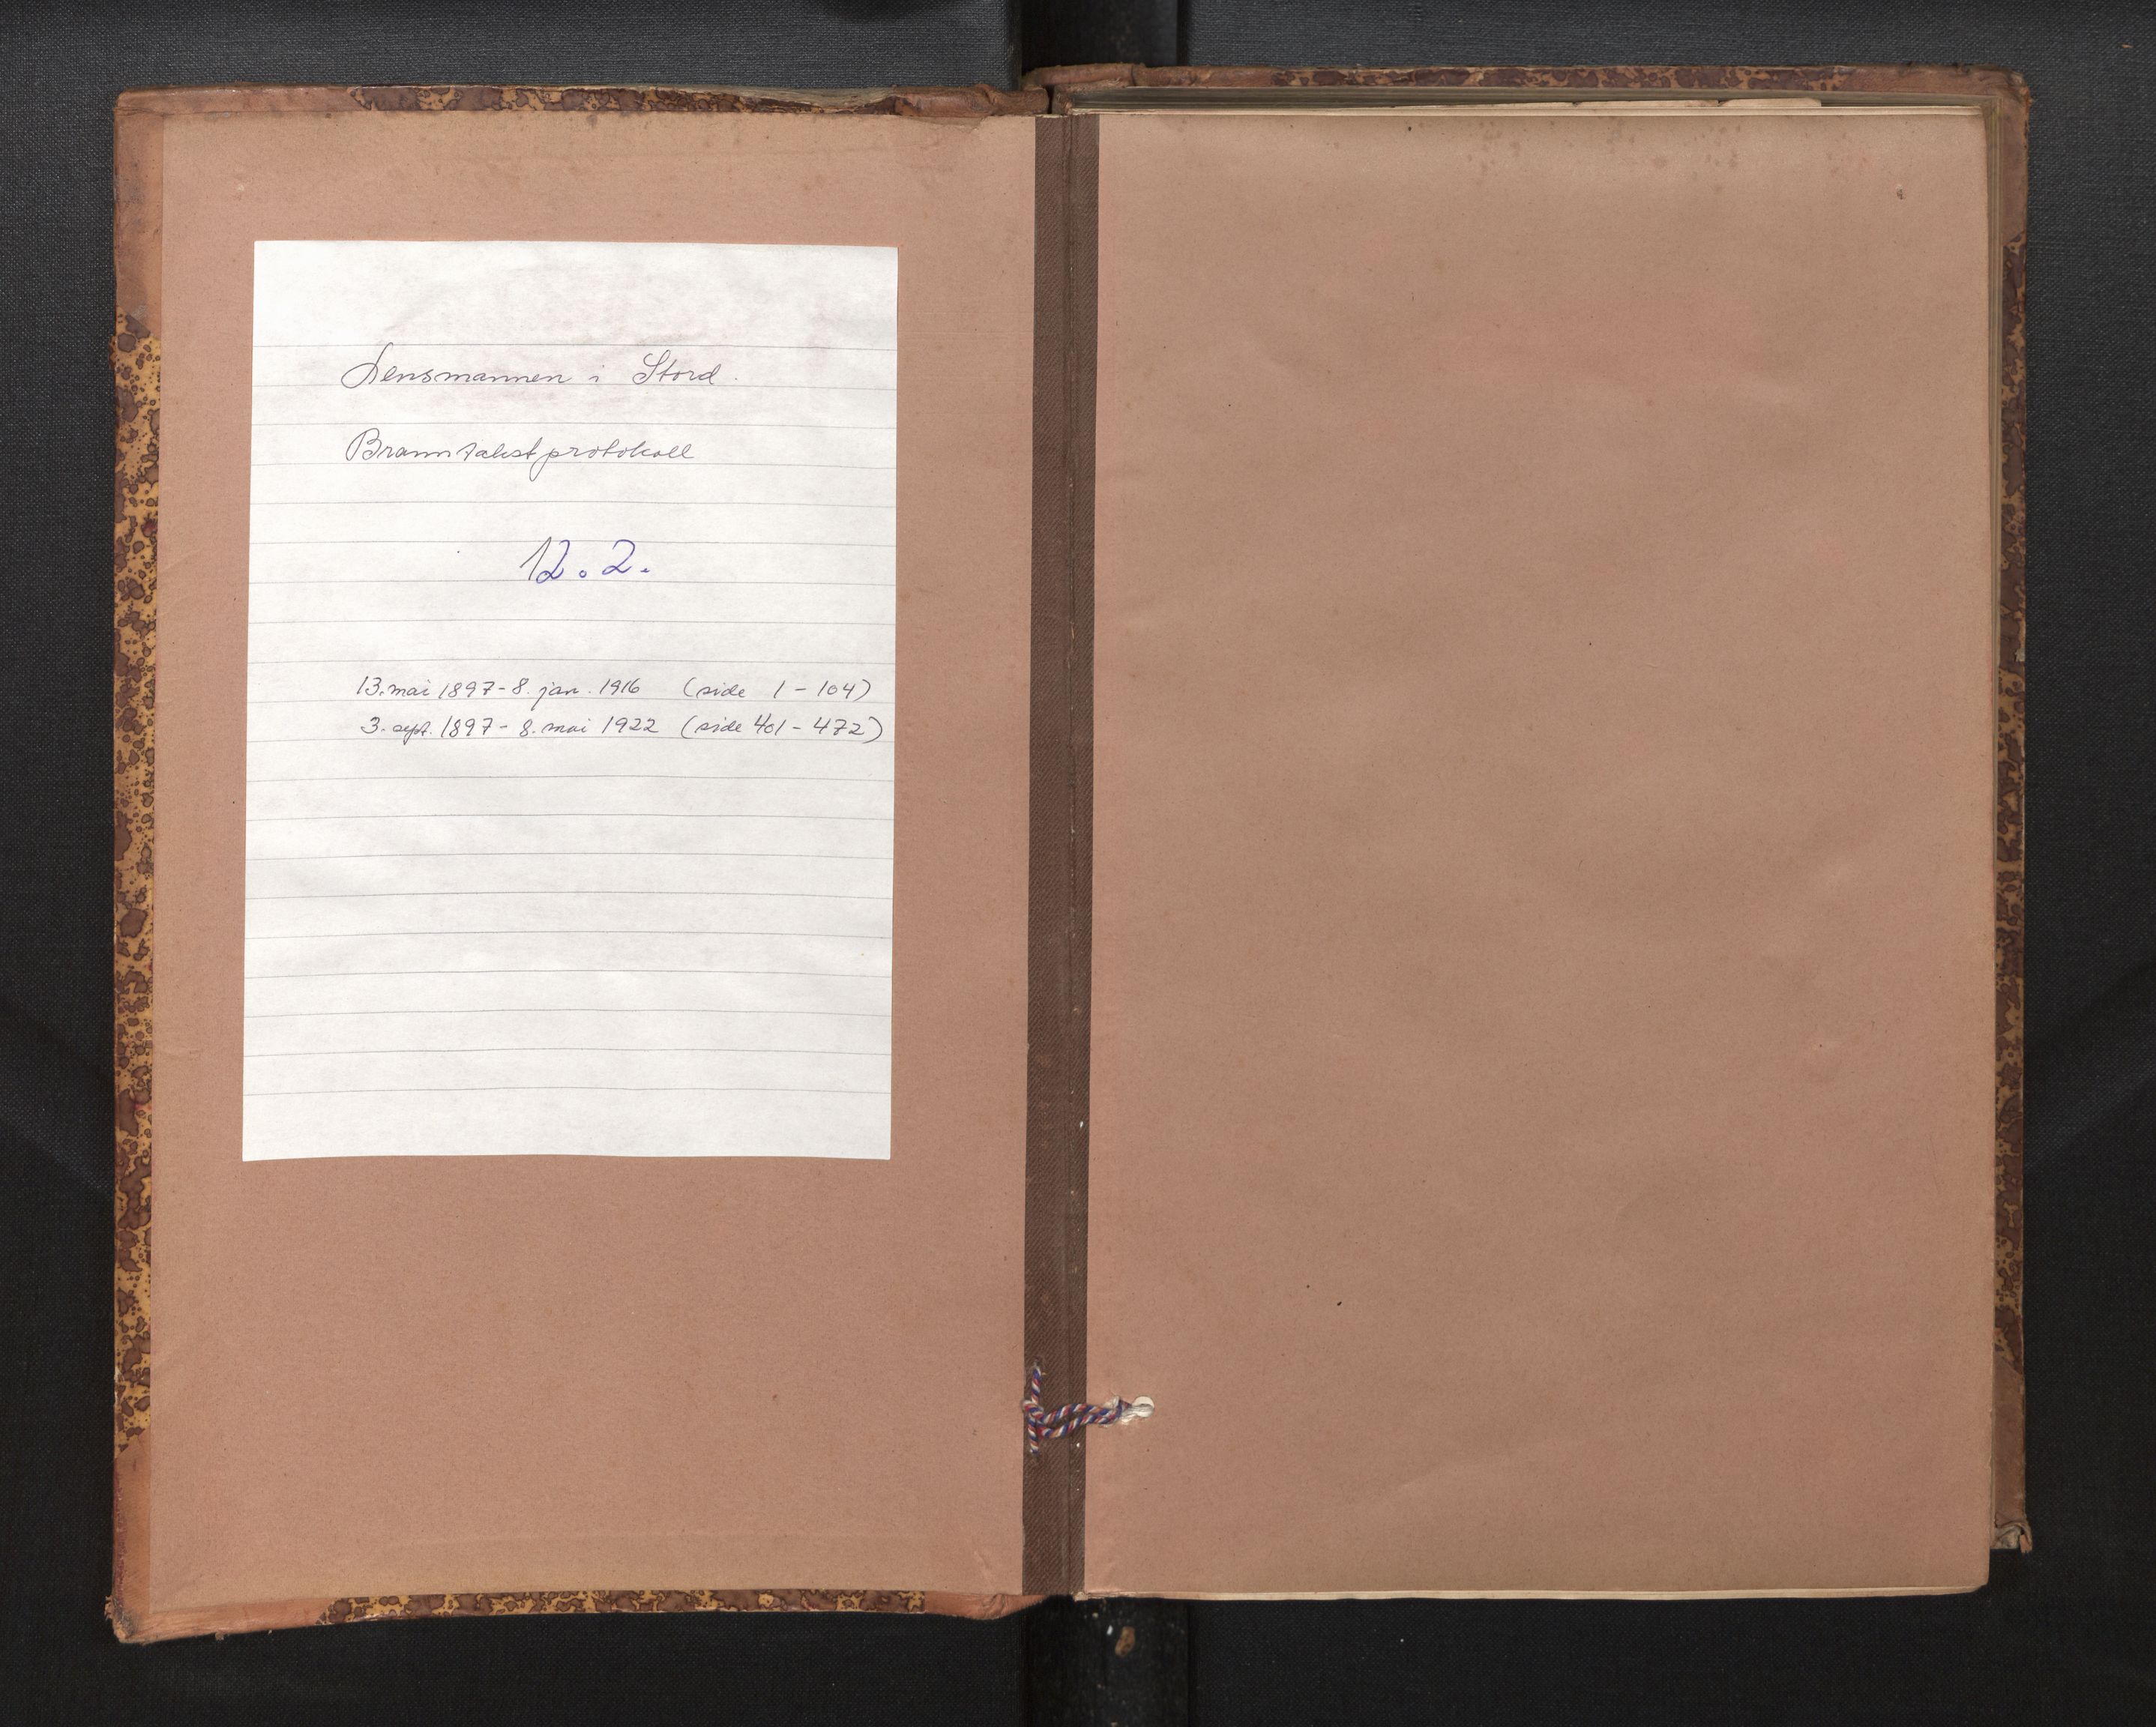 Lensmannen i Stord.
Branntakstprotokoll
12.2.
13. mai 1897 - 8. jan. 1916 (side 1 - 104)
3. sept. 1897 - 8. mai 1922 (side 401 - 472)